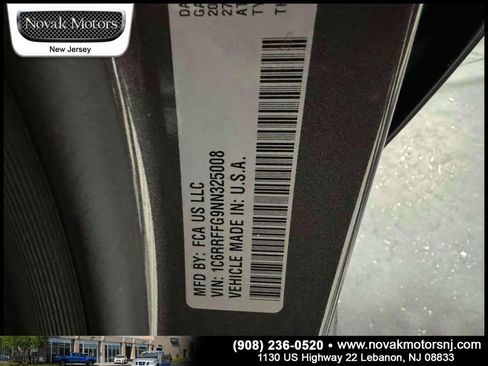 Novak Motors
New Jersey
MFD BY: FCA US LLC
VIN: 1C6RRFFG9NN325008
VEHICLE MADE IN: U.S.A.
(908) 236-0520 • www.novakmotorsnj.com
1130 US Highway 22 Lebanon, NJ 08833